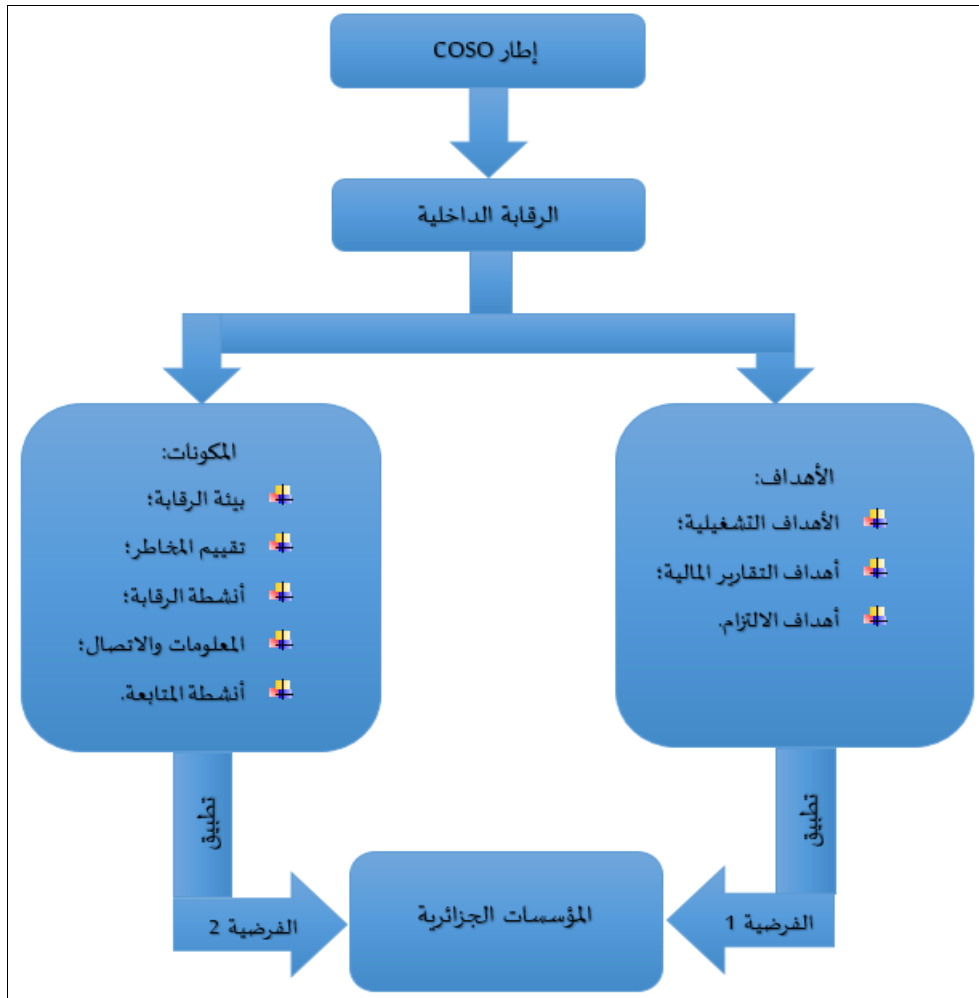 إطار COSO
الرقابة الداخلية
الأهداف:
الأهداف التشغيلية؛
أهداف التقارير المالية؛
أهداف الالتزام.
المكونات:
بيئة الرقابة؛
تقييم المخاطر؛
أنشطة الرقابة؛
المعلومات والاتصال؛
أنشطة المتابعة.
تطبيق
تطبيق
الفرضية 1
المؤسسات الجزائرية
الفرضية 2